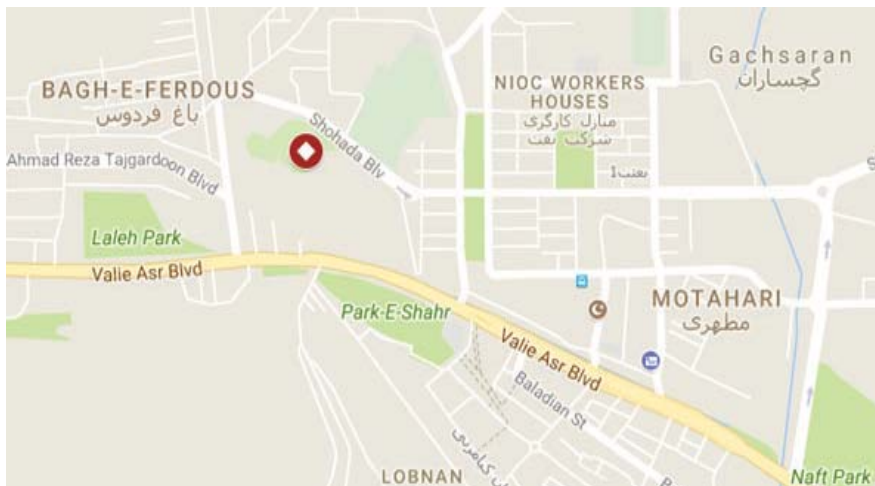 Gachsaran
گچساران
BAGH-E-FERDOUS
باغ فردوس
NIOC WORKERS
HOUSES
منازل کارگری
شرکت نفت
Shohada Blv
Ahmad Reza Tajgardoon Blvd
بعثت1
S
Laleh Park
Valie Asr Blvd
Park-E-Shahr
MOTAHARI
مطهری
Valie Asr Blvd
Baladian St
LOBNAN
Naft Park